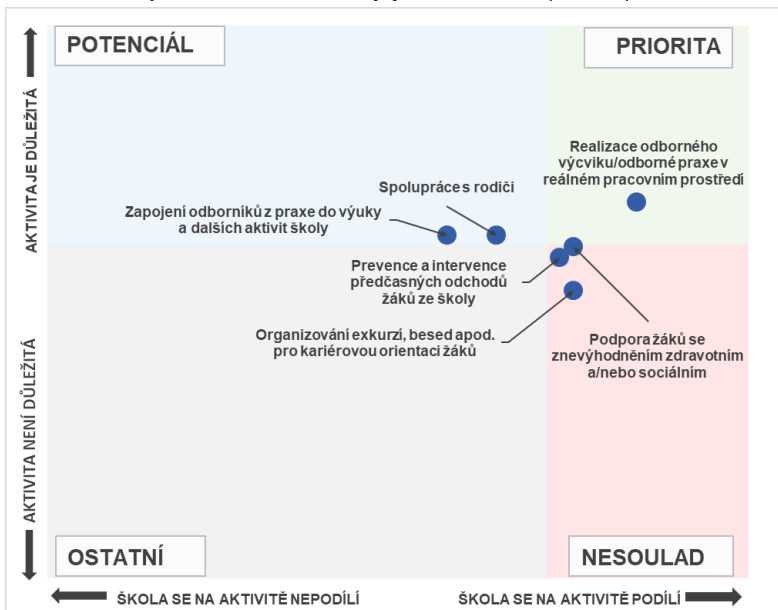 POTENCIÁL
PRIORITA
AKTIVITA JE DŮLEŽITÁ
Realizace odborného
výcviku/odborné praxe v
reálném pracovním prostředí
Spolupráce s rodiči
Zapojení odborníků z praxe do výuky
a dalších aktivit školy
Prevence a intervence
předčasných odchodů
žáků ze školy
Organizování exkurzí, besed apod.
pro kariérovou orientaci žáků
Podpora žáků se
znevýhodněním zdravotním
a/nebo sociálním
AKTIVITA NENÍ DŮLEŽITÁ
OSTATNÍ
NESOULAD
ŠKOLA SE NA AKTIVITĚ NEPODÍLÍ
ŠKOLA SE NA AKTIVITĚ PODÍLÍ